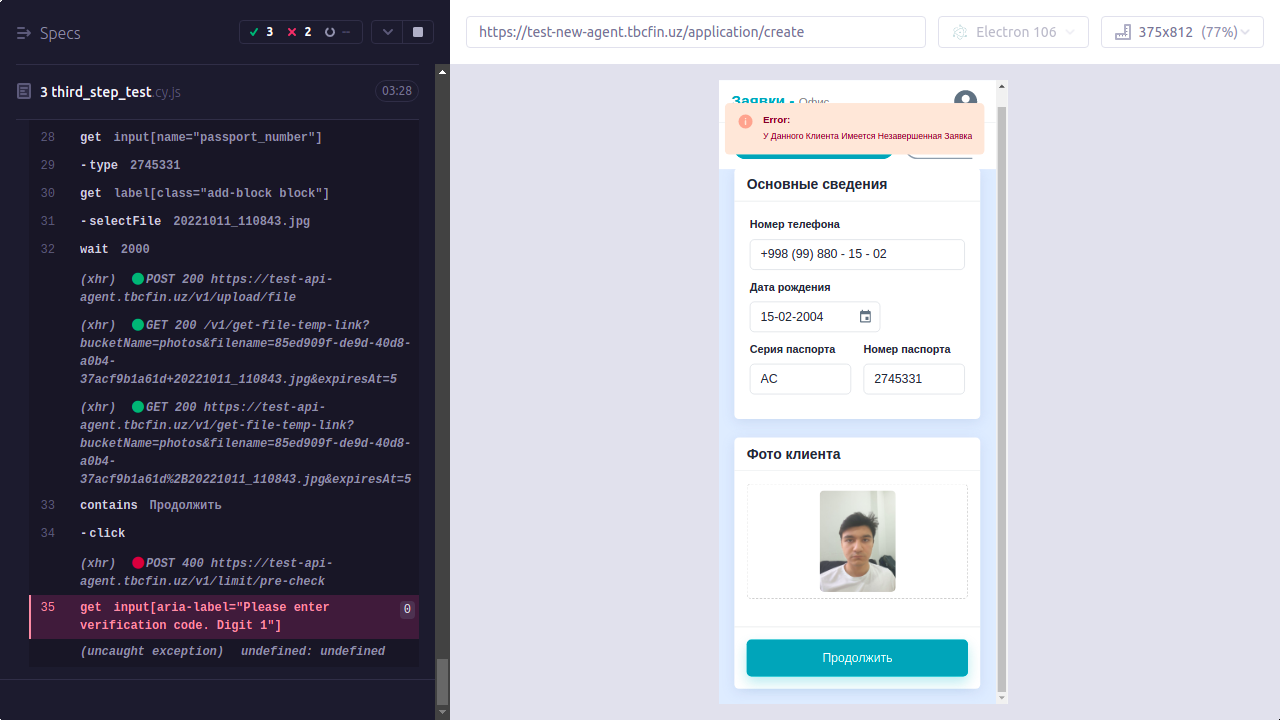 Specs
3
2
--
https://test-new-agent.tbcfin.uz/application/create
Electron 106
375x812 (77%)
3 third_step_test.cy.js
03:28
28 get input[name="passport_number"]
29 -type 2745331
30 get label[class="add-block block"]
31 -selectFile 20221011_110843.jpg
32 wait 2000
(xhr) POST 200 https://test-api-
agent.tbcfin.uz/v1/upload/file
(xhr) GET 200 /v1/get-file-temp-link?
bucketName=photos&filename=85ed909f-de9d-40d8-
a0b4-
37acf9b1a61d+20221011_110843.jpg&expiresAt=5
(xhr) GET 200 https://test-api-
agent.tbcfin.uz/v1/get-file-temp-link?
bucketName=photos&filename=85ed909f-de9d-40d8-
a0b4-
37acf9b1a61d%2B20221011_110843.jpg&expiresAt=5
33 contains Продолжить
34 -click
(xhr) POST 400 https://test-api-
agent.tbcfin.uz/v1/limit/pre-check
35 get input[aria-label="Please enter
verification code. Digit 1"]
0
(uncaught exception) undefined: undefined
Заявки - Офис
Error:
У Данного Клиента Имеется Незавершенная Заявка
Основные сведения
Номер телефона
+998 (99) 880 - 15 - 02
Дата рождения
15-02-2004
Серия паспорта
Номер паспорта
AC
2745331
Фото клиента
Продолжить